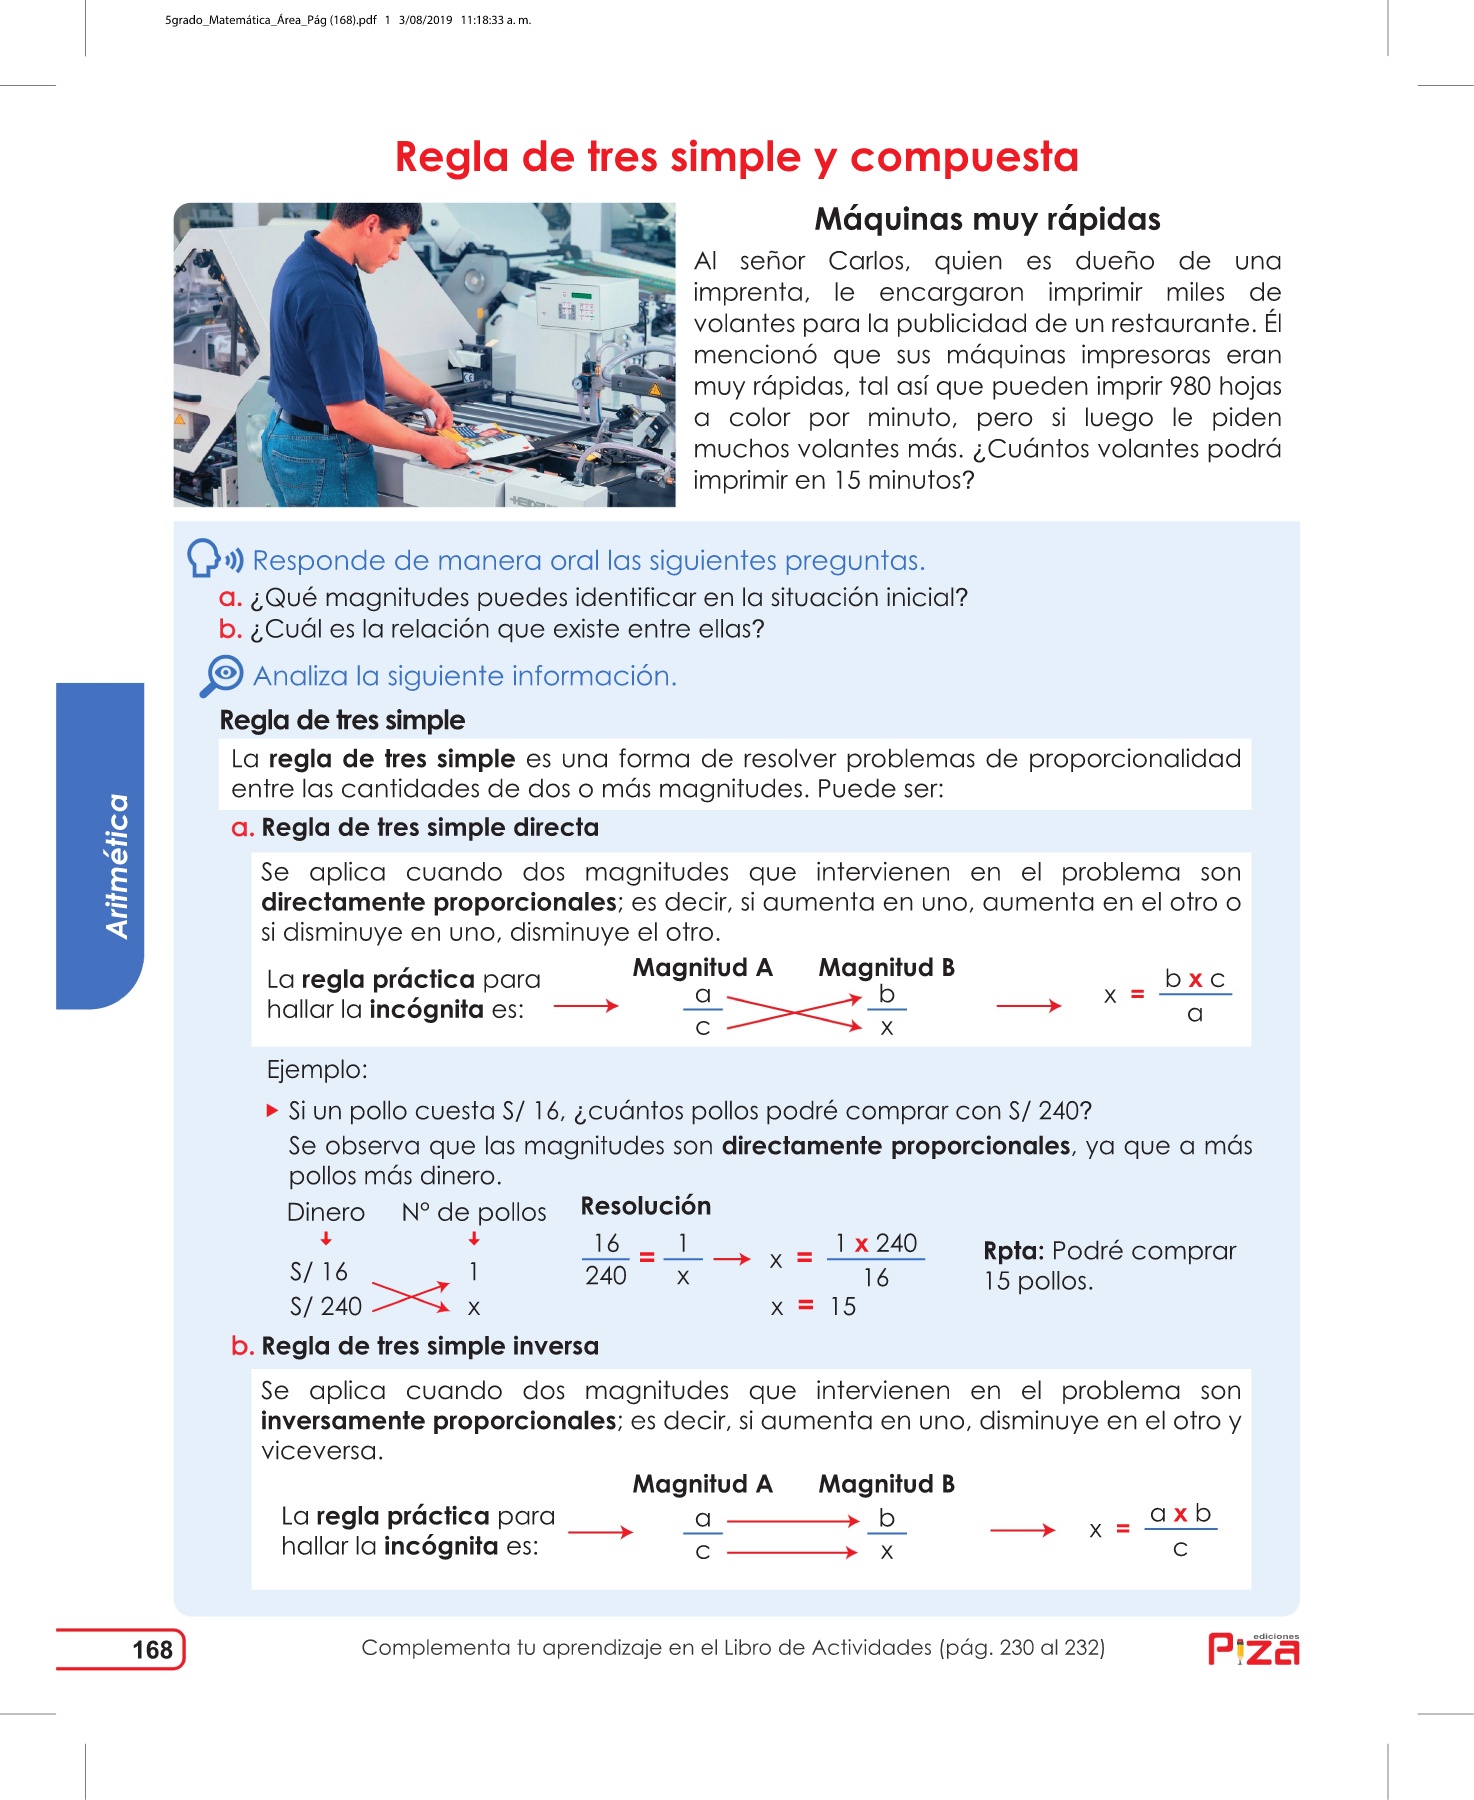 5grado_Matemática_Área_Pág (168).pdf 1 3/08/2019 11:18:33 a. m.
Regla de tres simple y compuesta
Máquinas muy rápidas
Al señor Carlos, quien es dueño de una
imprenta, le encargaron imprimir miles de
volantes para la publicidad de un restaurante. Él
mencionó que sus máquinas impresoras eran
muy rápidas, tal así que pueden imprir 980 hojas
a color por minuto, pero si luego le piden
muchos volantes más. ¿Cuántos volantes podrá
imprimir en 15 minutos?
Responde de manera oral las siguientes preguntas.
a. ¿Qué magnitudes puedes identificar en la situación inicial?
b. ¿Cuál es la relación que existe entre ellas?
Analiza la siguiente información.
Regla de tres simple
La regla de tres simple es una forma de resolver problemas de proporcionalidad
entre las cantidades de dos o más magnitudes. Puede ser:
a. Regla de tres simple directa
Se aplica cuando dos magnitudes que intervienen en el problema son
directamente proporcionales; es decir, si aumenta en uno, aumenta en el otro o
si disminuye en uno, disminuye el otro.
La regla práctica para
hallar la incógnita es:
Magnitud A Magnitud B
a b
c x
x = b x c
a
Ejemplo:
Si un pollo cuesta S/ 16, ¿cuántos pollos podré comprar con S/ 240?
Se observa que las magnitudes son directamente proporcionales, ya que a más
pollos más dinero.
Dinero N° de pollos
S/ 16 1
S/ 240 x
Resolución
16 = 1 x = 1 x 240
240 x 16
x = 15
Rpta: Podré comprar
15 pollos.
b. Regla de tres simple inversa
Se aplica cuando dos magnitudes que intervienen en el problema son
inversamente proporcionales; es decir, si aumenta en uno, disminuye en el otro y
viceversa.
La regla práctica para
hallar la incógnita es:
Magnitud A Magnitud B
a b
c x
x = a x b
c
Aritmética
168
Complementa tu aprendizaje en el Libro de Actividades (pág. 230 al 232)
ediciones
Piza